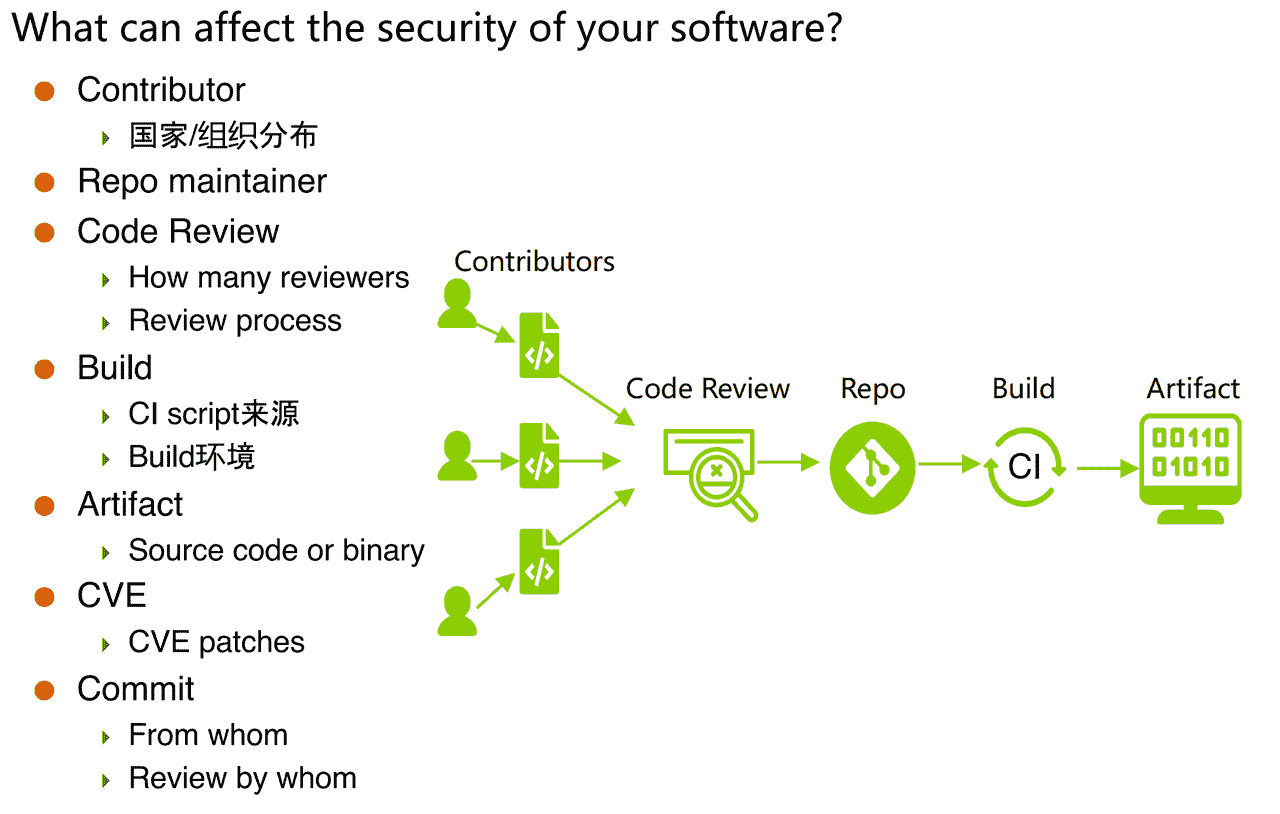 What can affect the security of your software?
Contributor
国家/组织分布
Repo maintainer
Code Review
How many reviewers
Review process
Build
CI script来源
Build环境
Artifact
Source code or binary
CVE
CVE patches
Commit
From whom
Review by whom
Contributors
</>
</>
</>
Code Review
Repo
Build
CI
Artifact
00110
01010